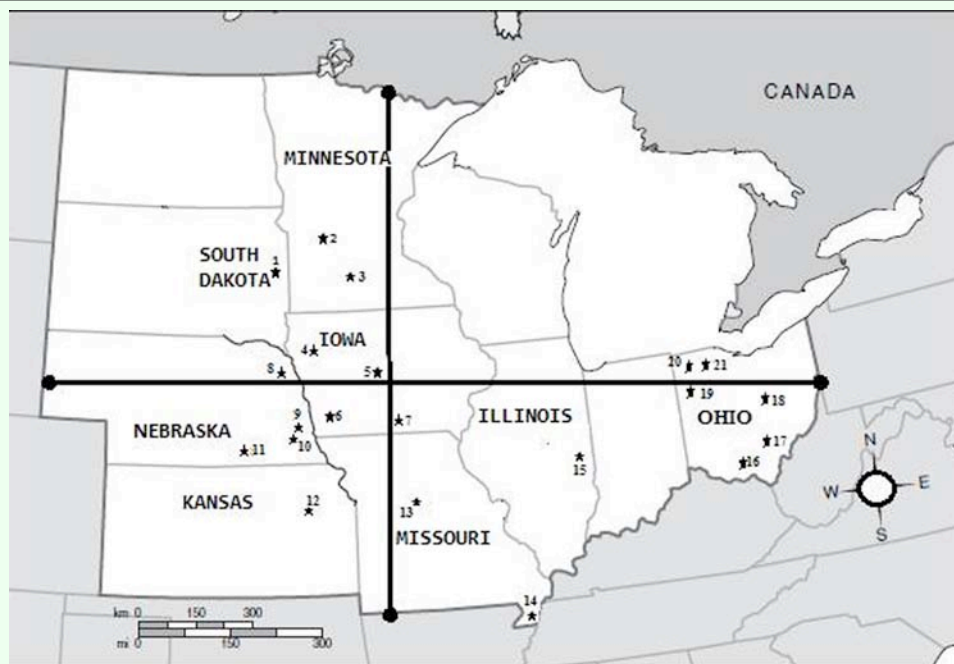 CANADA
MINNESOTA
2
SOUTH
DAKOTA
1
3
IOWA
4
8
5
20
21
19
6
7
ILLINOIS
OHIO
18
9
NEBRASKA
10
11
17
N
15
16
W
E
KANSAS
12
13
S
MISSOURI
14
km 0 150 300
mi 0 150 300